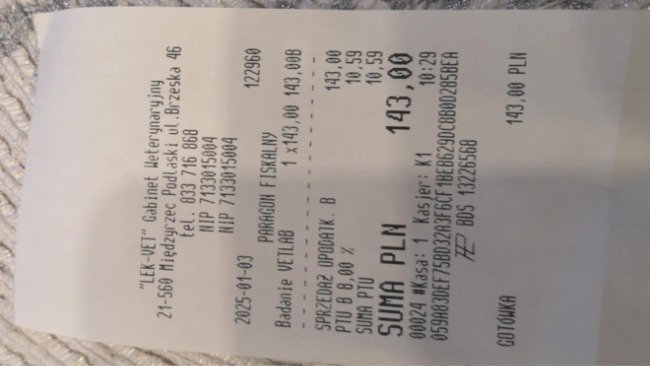 "LEK-VET" Gabinet Weterynaryjny
21-560 Międzyrzec Podlaski ul.Brzeska 46
tel. 833 716 868
NIP 7133015004
NIP 7133015004
2025-01-03 122960
PARAGON FISKALNY
Badanie VETLAB 1 x143,00 143,00B
SPRZEDAŻ OPODATK. B 143,00
PTU B 8,00 % 10,59
SUMA PTU 10,59
SUMA PLN 143,00
00024 #Kasa: 1 Kasjer: K1 10:29
BDS 13226568
GOTÓWKA 143,00 PLN